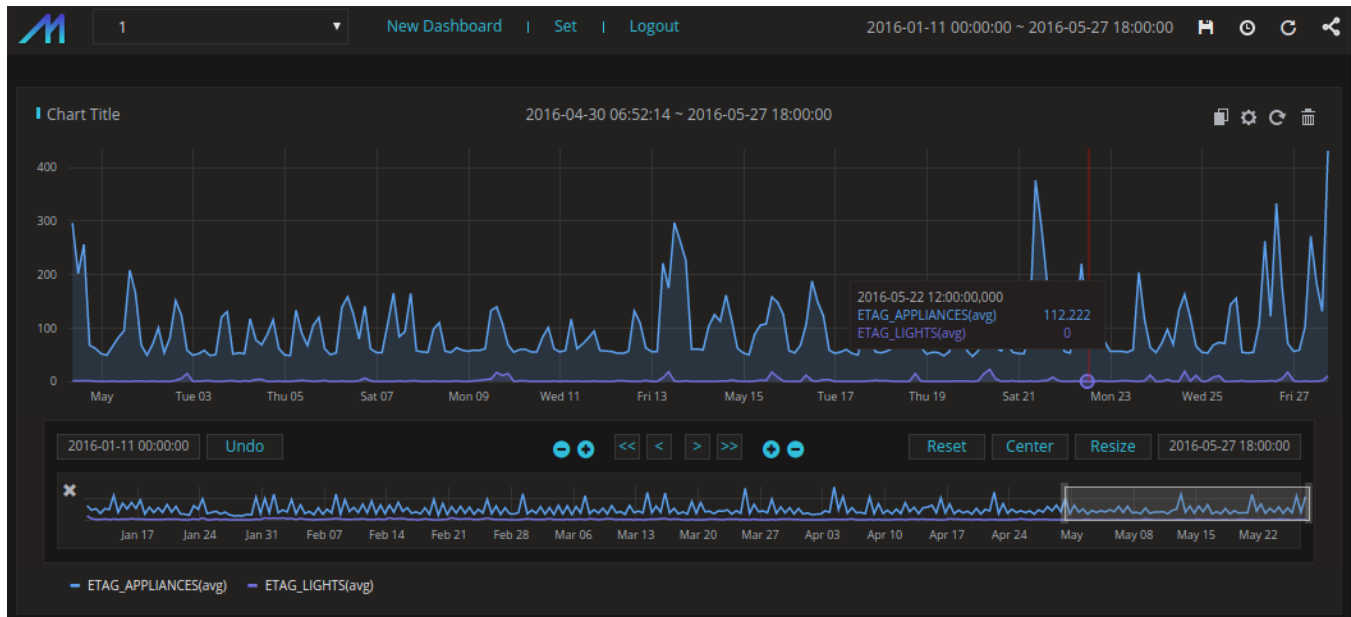 1 New Dashboard | Set | Logout 2016-01-11 00:00:00 ~ 2016-05-27 18:00:00
Chart Title 2016-04-30 06:52:14 ~ 2016-05-27 18:00:00
400
300
200
2016-05-22 12:00:00,000
ETAG_APPLIANCES(avg) 112.222
100
ETAG_LIGHTS(avg) 0
0
May Tue 03 Thu 05 Sat 07 Mon 09 Wed 11 Fri 13 May 15 Tue 17 Thu 19 Sat 21 Mon 23 Wed 25 Fri 27
2016-01-11 00:00:00 Undo << < > >> Reset Center Resize 2016-05-27 18:00:00
Jan 17 Jan 24 Jan 31 Feb 07 Feb 14 Feb 21 Feb 28 Mar 06 Mar 13 Mar 20 Mar 27 Apr 03 Apr 10 Apr 17 Apr 24 May May 08 May 15 May 22
ETAG_APPLIANCES(avg) ETAG_LIGHTS(avg)